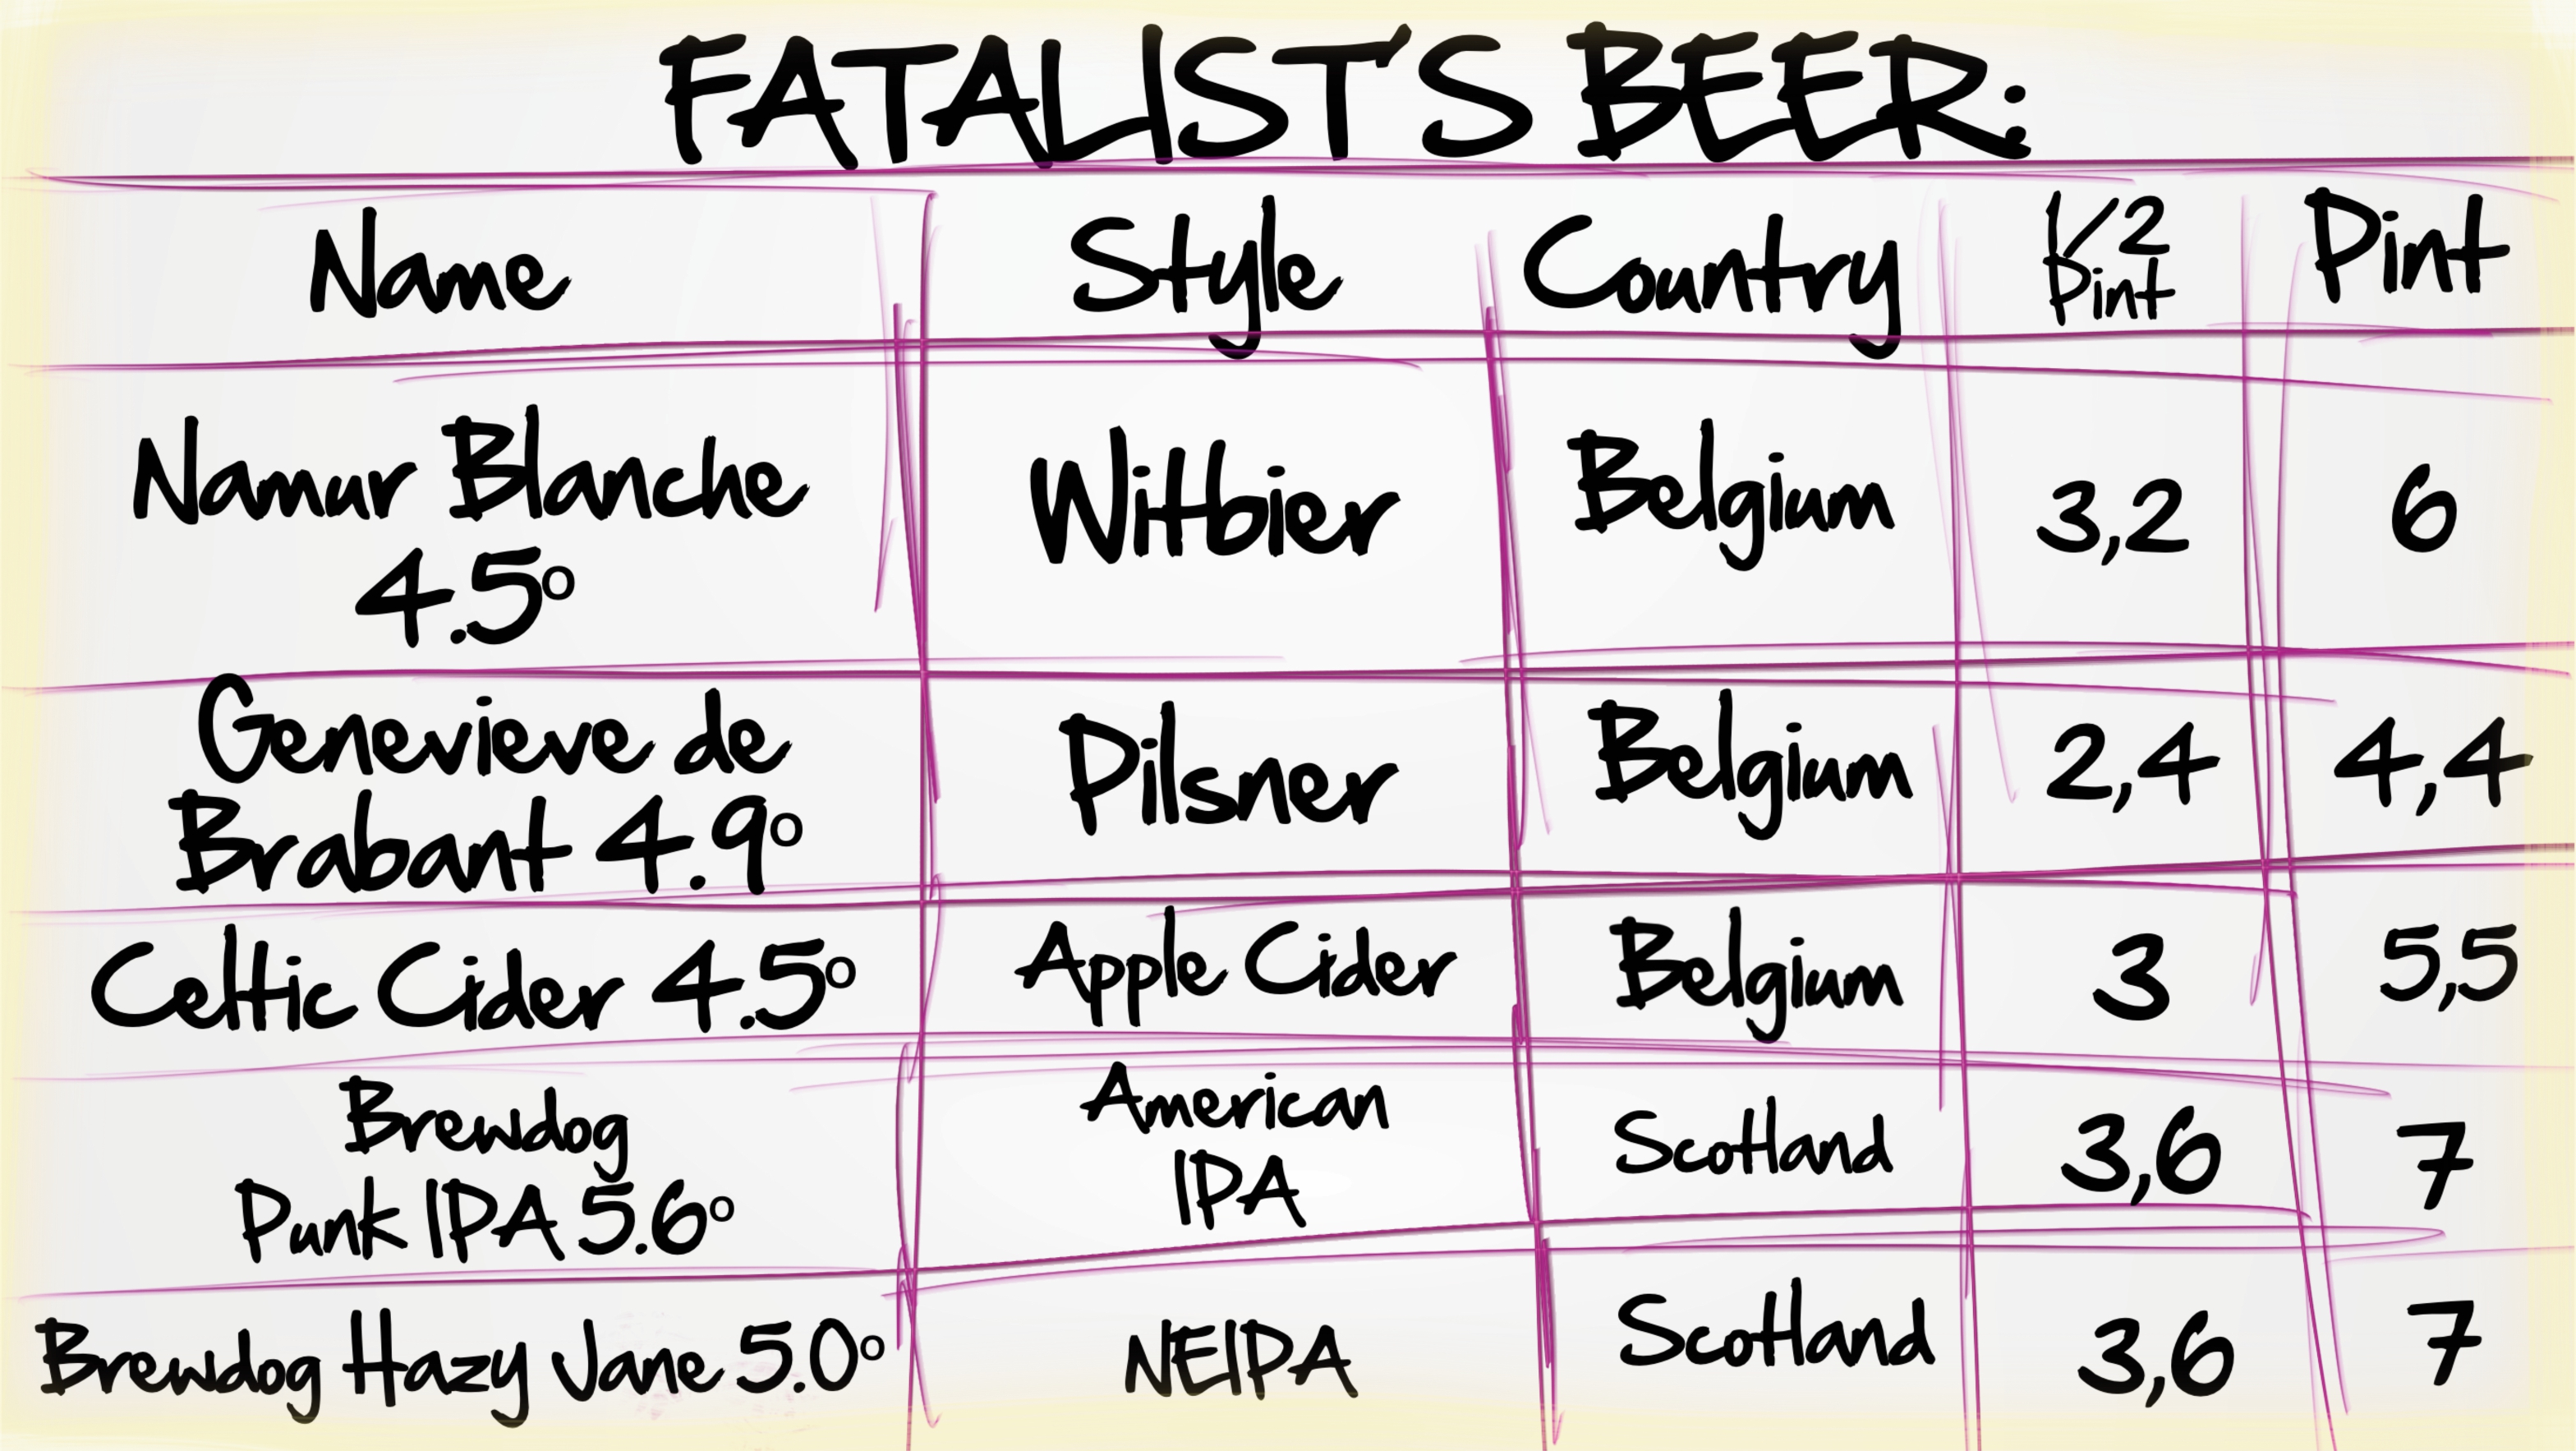 FATALIST'S BEER:
Name Style Country 1/2 Pint Pint
Namur Blanche
4.5° Witbier Belgium 3,2 6
Genevieve de
Brabant 4.9° Pilsner Belgium 2,4 4,4
Celtic Cider 4.5° Apple Cider Belgium 3 5,5
Brewdog
Punk IPA 5.6° American
IPA Scotland 3,6 7
Brewdog Hazy Jane 5.0° NEIPA Scotland 3,6 7